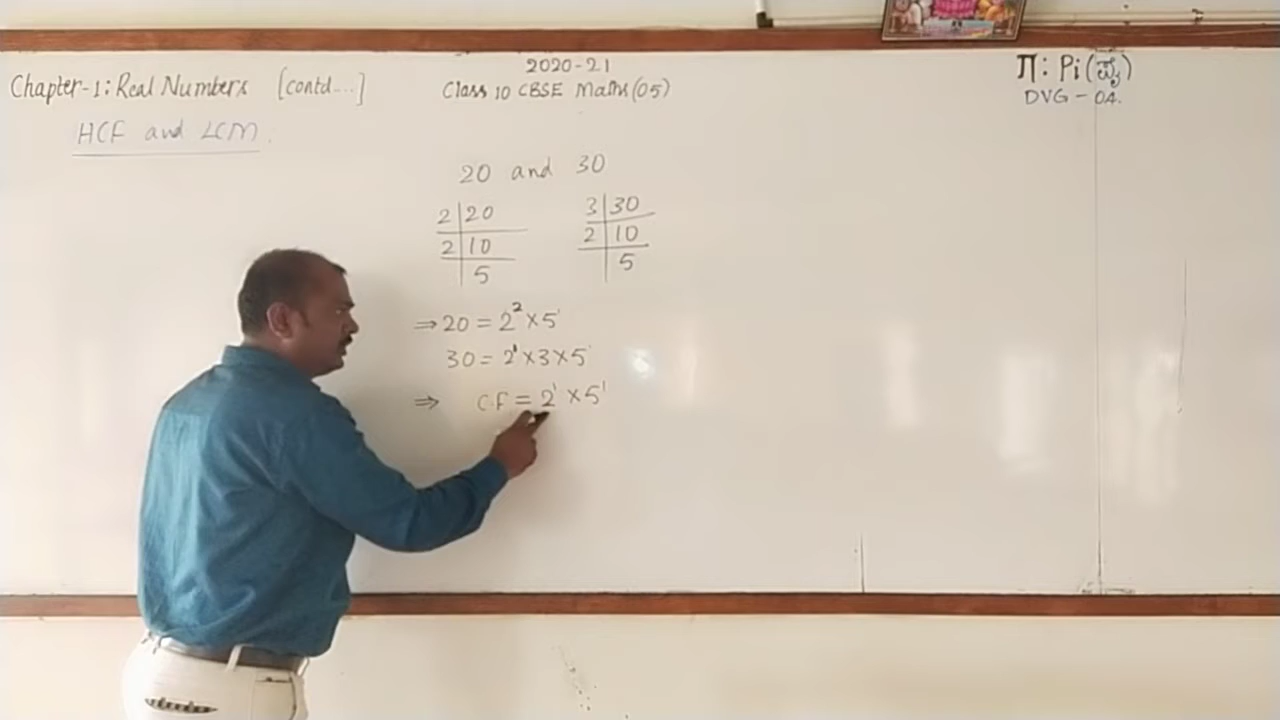 2020-21
Chapter-1: Real Numbers [contd...] Class 10 CBSE Maths (05) π: Pi (ಪೈ)
DVG - 04.
HCF and LCM.
20 and 30
2 | 20 3 | 30
2 | 10 2 | 10
5 5
⇒ 20 = 2² × 5¹
30 = 2¹ × 3 × 5¹
⇒ C.F = 2¹ × 5¹